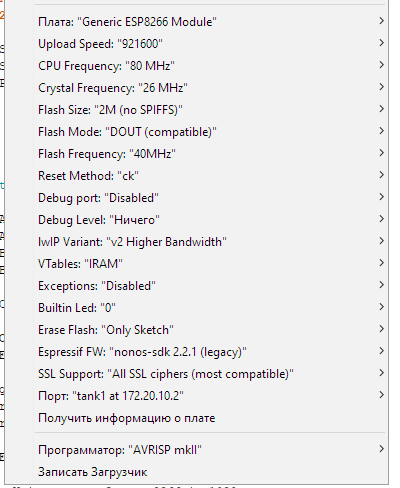 Плата: "Generic ESP8266 Module"
Upload Speed: "921600"
CPU Frequency: "80 MHz"
Crystal Frequency: "26 MHz"
Flash Size: "2M (no SPIFFS)"
Flash Mode: "DOUT (compatible)"
Flash Frequency: "40MHz"
Reset Method: "ck"
Debug port: "Disabled"
Debug Level: "Ничего"
lwIP Variant: "v2 Higher Bandwidth"
VTables: "IRAM"
Exceptions: "Disabled"
Builtin Led: "0"
Erase Flash: "Only Sketch"
Espressif FW: "nonos-sdk 2.2.1 (legacy)"
SSL Support: "All SSL ciphers (most compatible)"
Порт: "tank1 at 172.20.10.2"
Получить информацию о плате
Программатор: "AVRISP mkII"
Записать Загрузчик